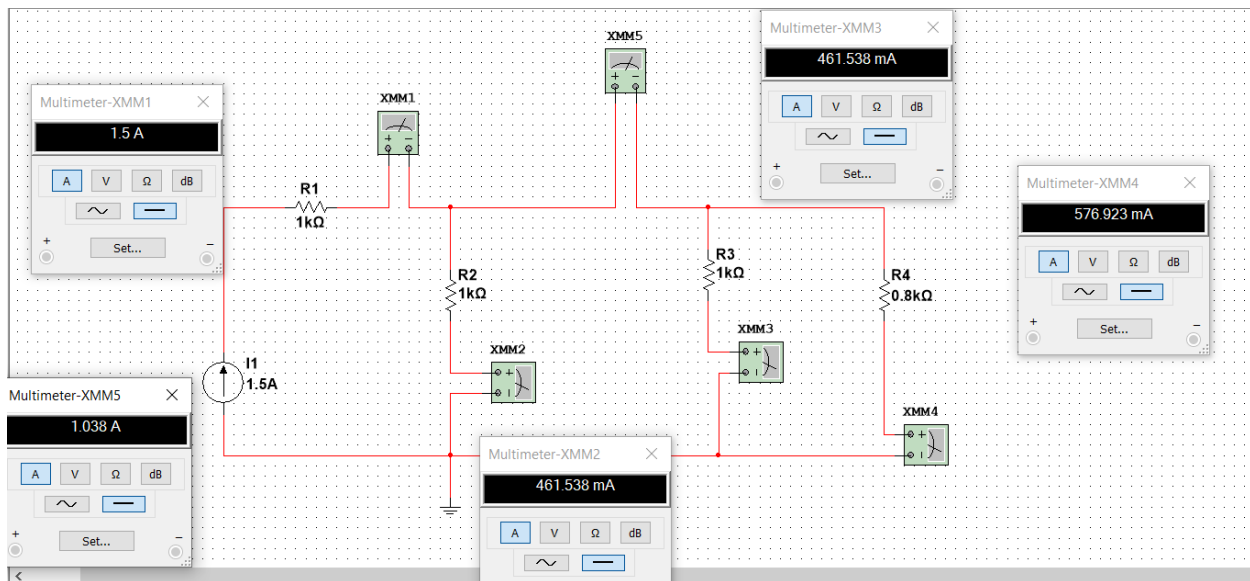 Multimeter-XMM3
461.538 mA
A V Ω dB
+ Set... −
XMM5
+ −
Multimeter-XMM1
1.5 A
A V Ω dB
+ Set... −
XMM1
+ −
R1
1kΩ
Multimeter-XMM4
576.923 mA
A V Ω dB
+ Set... −
R2
1kΩ
R3
1kΩ
R4
0.8kΩ
XMM2
+
XMM3
+
I1
1.5A
Multimeter-XMM5
1.038 A
A V Ω dB
+ Set... −
XMM4
+
Multimeter-XMM2
461.538 mA
A V Ω dB